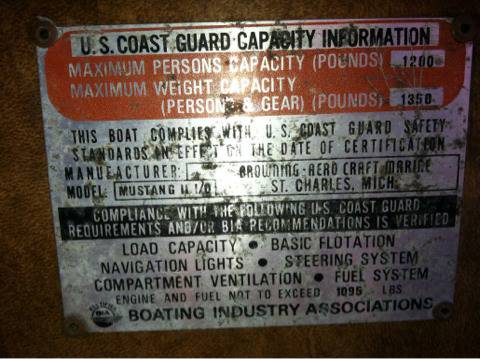 U.S. COAST GUARD CAPACITY INFORMATION
MAXIMUM PERSONS CAPACITY (POUNDS) 1200
MAXIMUM WEIGHT CAPACITY
(PERSONS & GEAR) (POUNDS) 1350
THIS BOAT COMPLIES WITH U.S. COAST GUARD SAFETY
STANDARDS IN EFFECT ON THE DATE OF CERTIFICATION
MANUFACTURER: BROWNING-AERO CRAFT MARINE
MODEL: MUSTANG II I/O ST. CHARLES, MICH.
COMPLIANCE WITH THE FOLLOWING U.S. COAST GUARD
REQUIREMENTS AND/OR BIA RECOMMENDATIONS IS VERIFIED
LOAD CAPACITY • BASIC FLOTATION
NAVIGATION LIGHTS • STEERING SYSTEM
COMPARTMENT VENTILATION • FUEL SYSTEM
ENGINE AND FUEL NOT TO EXCEED 1095 LBS
BIA BOATING INDUSTRY ASSOCIATIONS